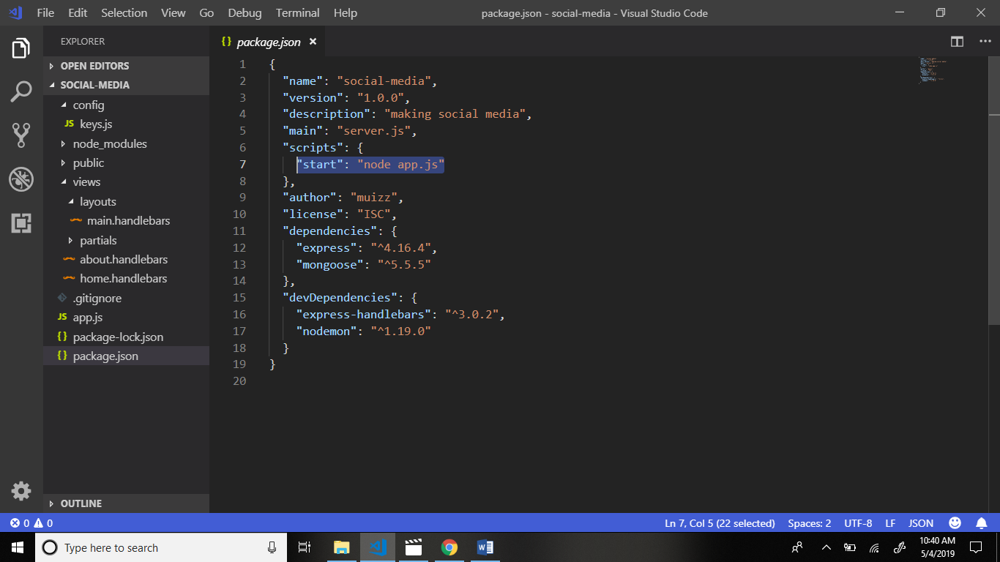 File Edit Selection View Go Debug Terminal Help package.json - social-media - Visual Studio Code
EXPLORER
OPEN EDITORS
SOCIAL-MEDIA
config
JS keys.js
node_modules
public
views
layouts
main.handlebars
partials
about.handlebars
home.handlebars
.gitignore
JS app.js
{} package-lock.json
{} package.json
OUTLINE
{} package.json
1 {
2 "name": "social-media",
3 "version": "1.0.0",
4 "description": "making social media",
5 "main": "server.js",
6 "scripts": {
7 "start": "node app.js"
8 },
9 "author": "muizz",
10 "license": "ISC",
11 "dependencies": {
12 "express": "^4.16.4",
13 "mongoose": "^5.5.5"
14 },
15 "devDependencies": {
16 "express-handlebars": "^3.0.2",
17 "nodemon": "^1.19.0"
18 }
19 }
20
0 0 Ln 7, Col 5 (22 selected) Spaces: 2 UTF-8 LF JSON
Type here to search
10:40 AM
5/4/2019